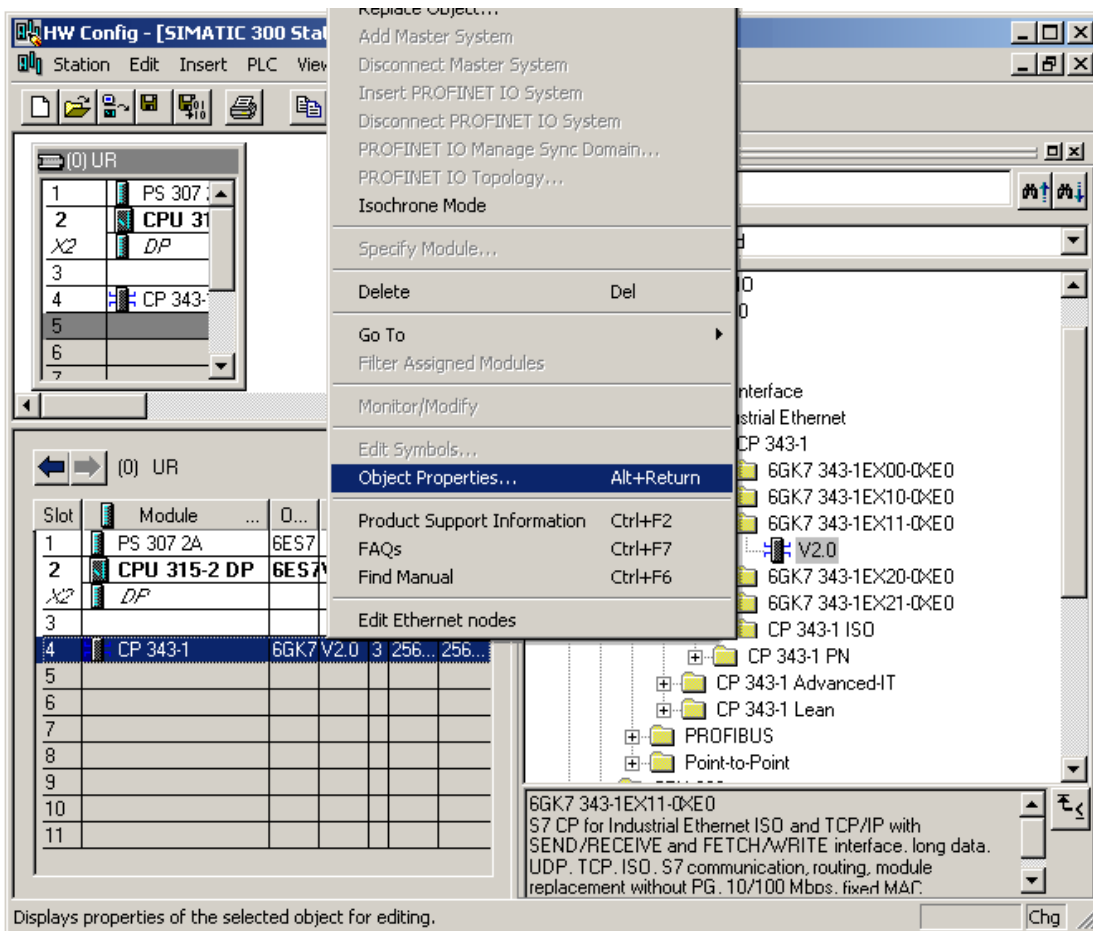 HW Config - [SIMATIC 300 Stat
Station Edit Insert PLC View
Replace Object...
Add Master System
Disconnect Master System
Insert PROFINET IO System
Disconnect PROFINET IO System
PROFINET IO Manage Sync Domain...
PROFINET IO Topology...
Isochrone Mode
Specify Module...
Delete Del
Go To
Filter Assigned Modules
Monitor/Modify
Edit Symbols...
Object Properties... Alt+Return
Product Support Information Ctrl+F2
FAQs Ctrl+F7
Find Manual Ctrl+F6
Edit Ethernet nodes
(0) UR
1 PS 307 2
2 CPU 31
X2 DP
3
4 CP 343-
5
6
7
(0) UR
Slot Module ... O...
1 PS 307 2A 6ES7
2 CPU 315-2 DP 6ES7
X2 DP
3
4 CP 343-1 6GK7 V2.0 3 256... 256...
5
6
7
8
9
10
11
IO
0
nterface
strial Ethernet
CP 343-1
6GK7 343-1EX00-0XE0
6GK7 343-1EX10-0XE0
6GK7 343-1EX11-0XE0
V2.0
6GK7 343-1EX20-0XE0
6GK7 343-1EX21-0XE0
CP 343-1 ISO
CP 343-1 PN
CP 343-1 Advanced-IT
CP 343-1 Lean
PROFIBUS
Point-to-Point
6GK7 343-1EX11-0XE0
S7 CP for Industrial Ethernet ISO and TCP/IP with
SEND/RECEIVE and FETCH/WRITE interface, long data,
UDP, TCP, ISO, S7 communication, routing, module
replacement without PG, 10/100 Mbps, fixed MAC
Displays properties of the selected object for editing.
Chg